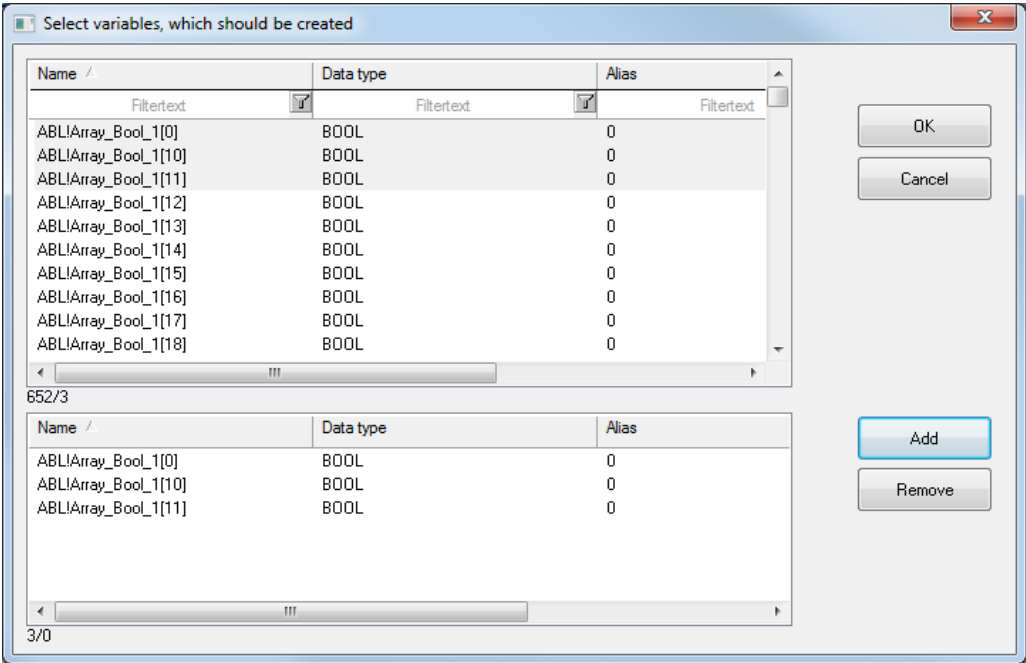 Select variables, which should be created
Name Data type Alias
Filtertext Filtertext Filtertext
ABL!Array_Bool_1[0] BOOL 0
ABL!Array_Bool_1[10] BOOL 0
ABL!Array_Bool_1[11] BOOL 0
ABL!Array_Bool_1[12] BOOL 0
ABL!Array_Bool_1[13] BOOL 0
ABL!Array_Bool_1[14] BOOL 0
ABL!Array_Bool_1[15] BOOL 0
ABL!Array_Bool_1[16] BOOL 0
ABL!Array_Bool_1[17] BOOL 0
ABL!Array_Bool_1[18] BOOL 0
652/3
OK
Cancel
Name Data type Alias
ABL!Array_Bool_1[0] BOOL 0
ABL!Array_Bool_1[10] BOOL 0
ABL!Array_Bool_1[11] BOOL 0
3/0
Add
Remove